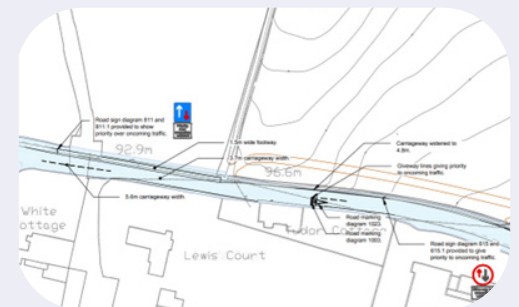 Road sign diagram 811 and
811.1 provided to show
priority over oncoming traffic.
92.9m
1.5m wide footway.
3.7m carriageway width.
Carriageway widened to
4.8m.
96.6m
Giveway lines giving priority
to oncoming traffic.
5.6m carriageway width.
White
Cottage
Road marking
diagram 1023.
Tudor Cottage
Road marking
diagram 1003.
Lewis Court
Road sign diagram 615 and
615.1 provided to give
priority to oncoming traffic.